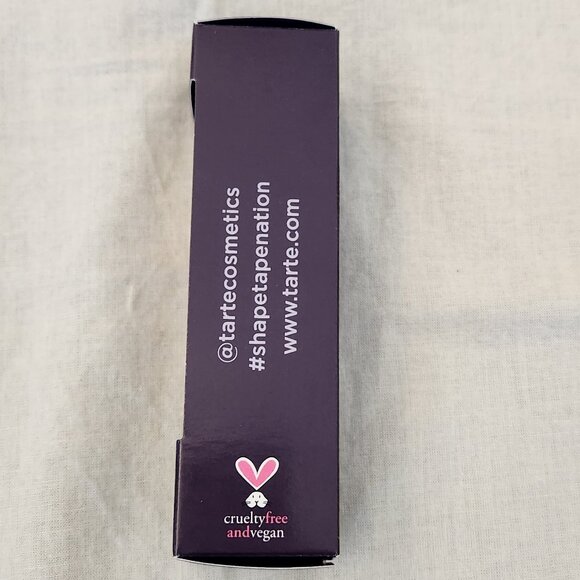 @tartecosmetics
#shapetapenation
www.tarte.com
crueltyfree
andvegan